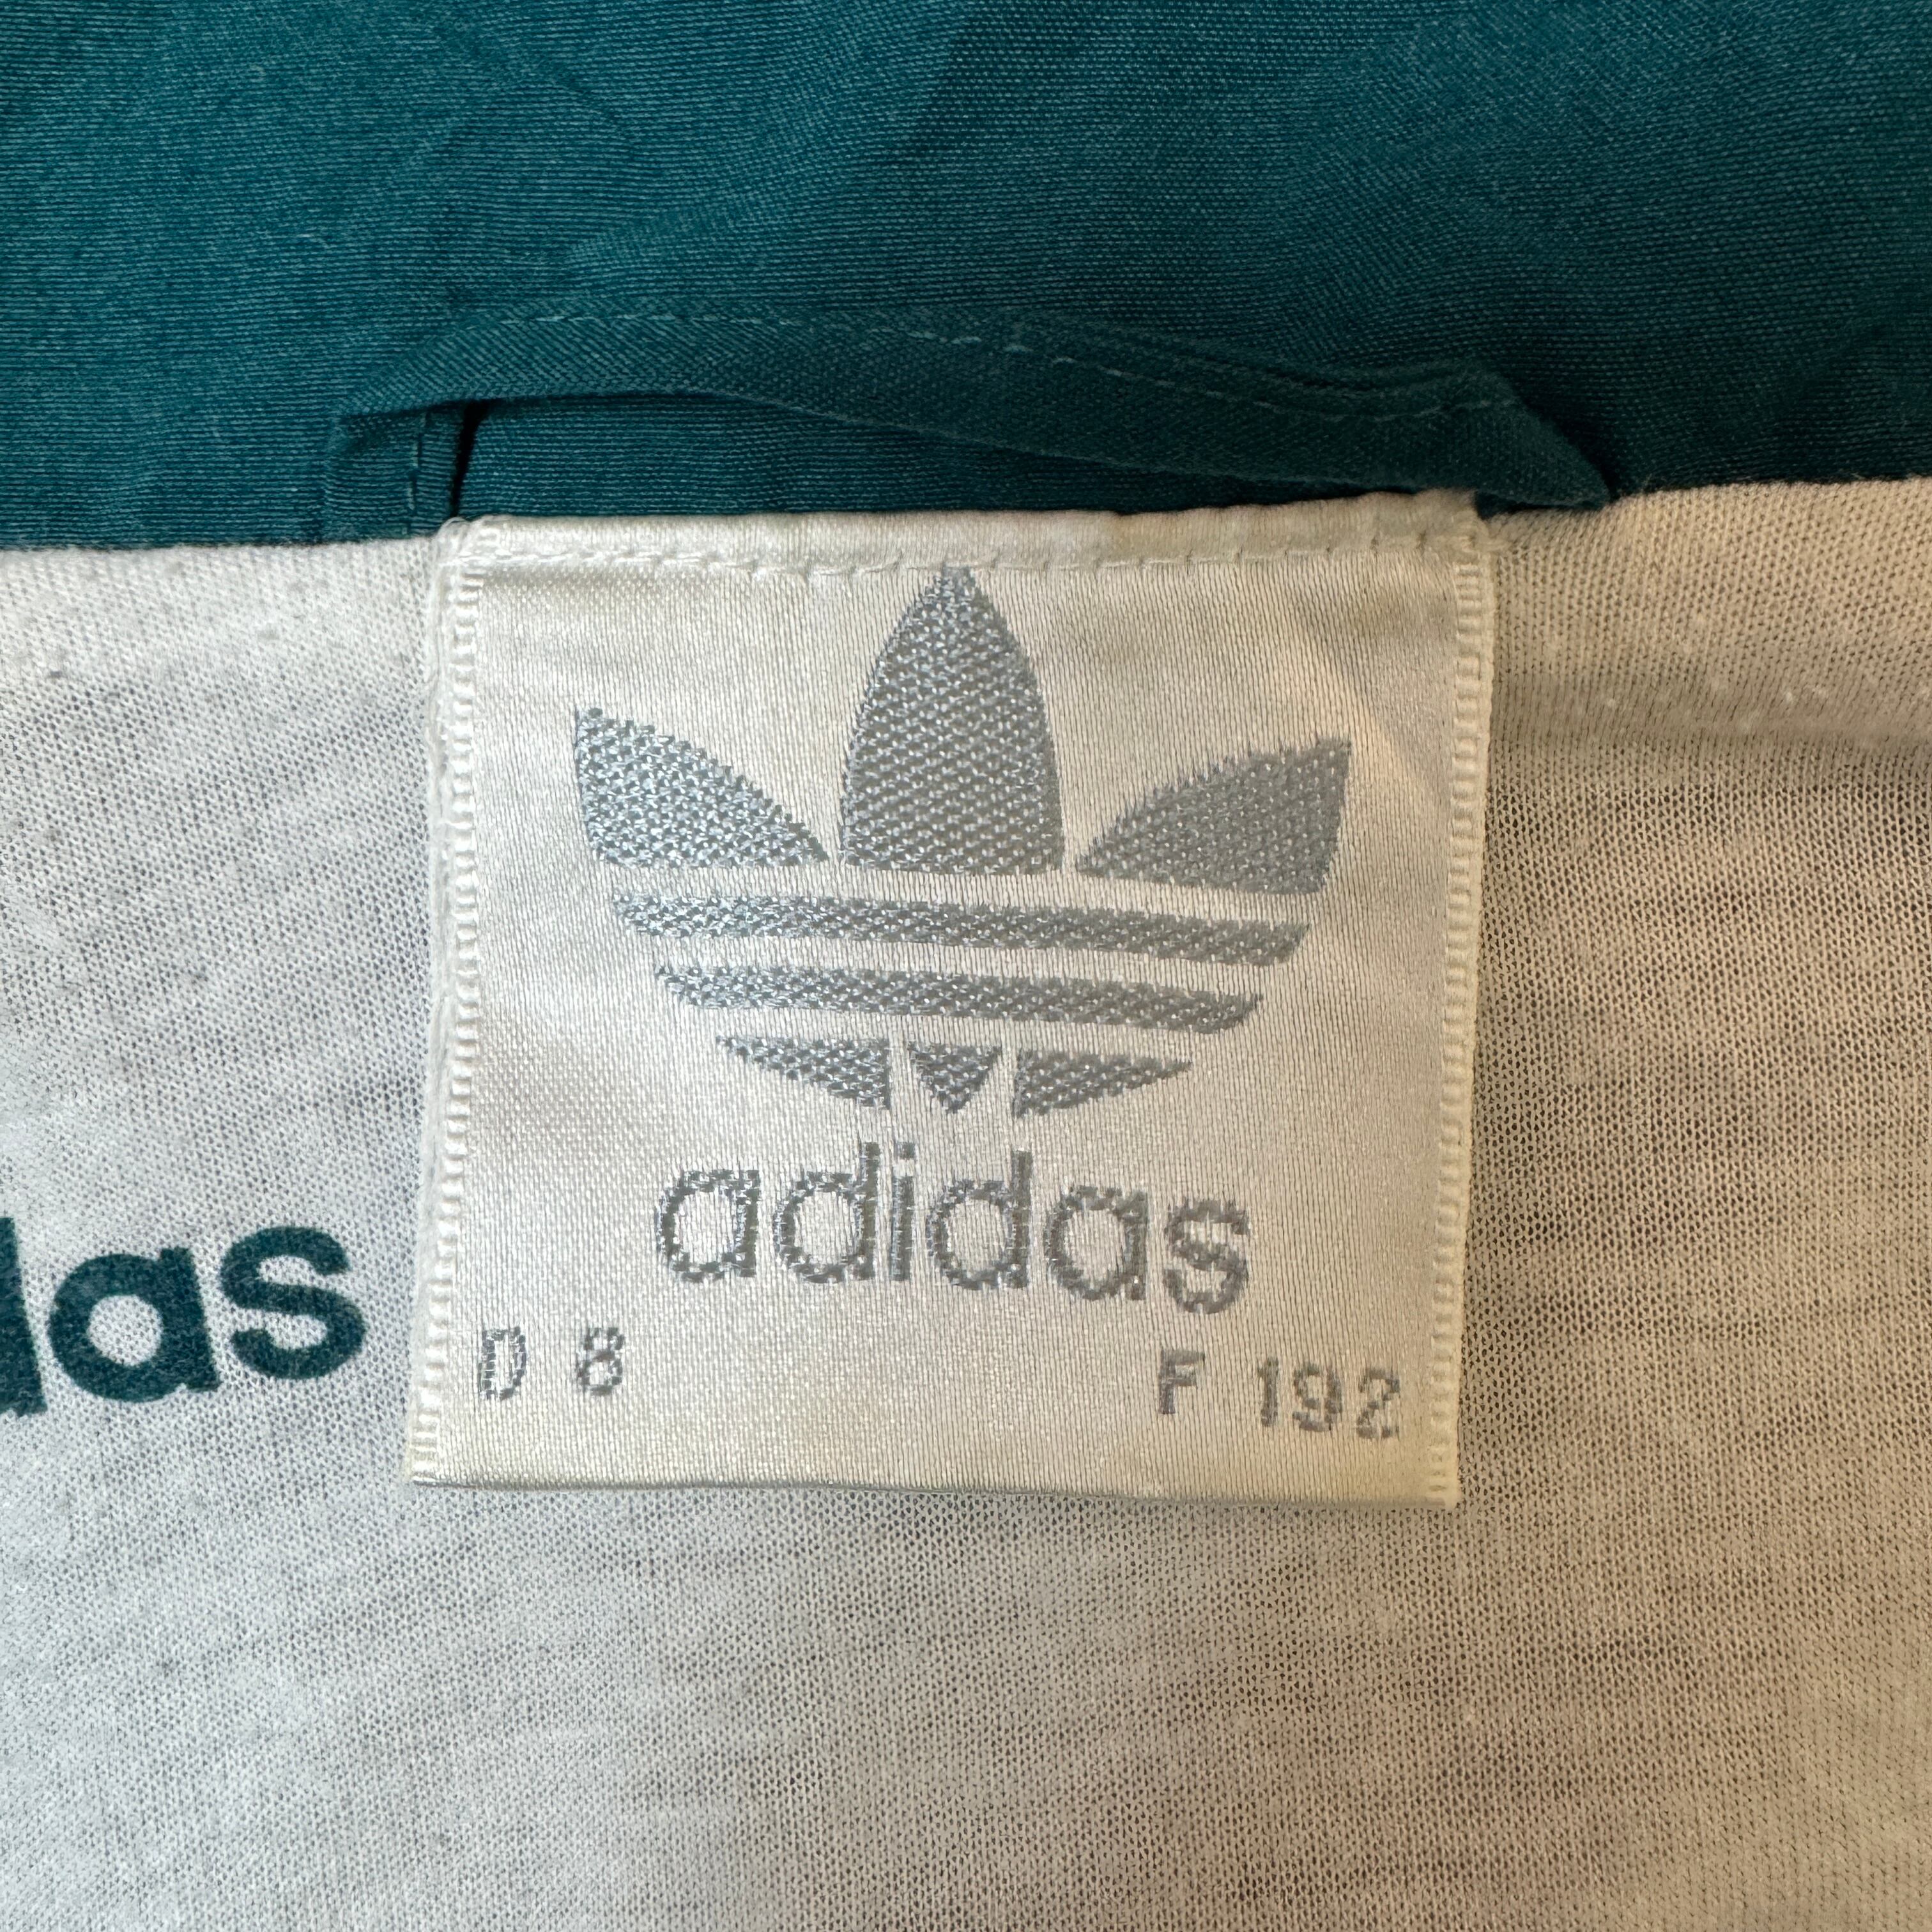 adidas
D 8 F 192
das